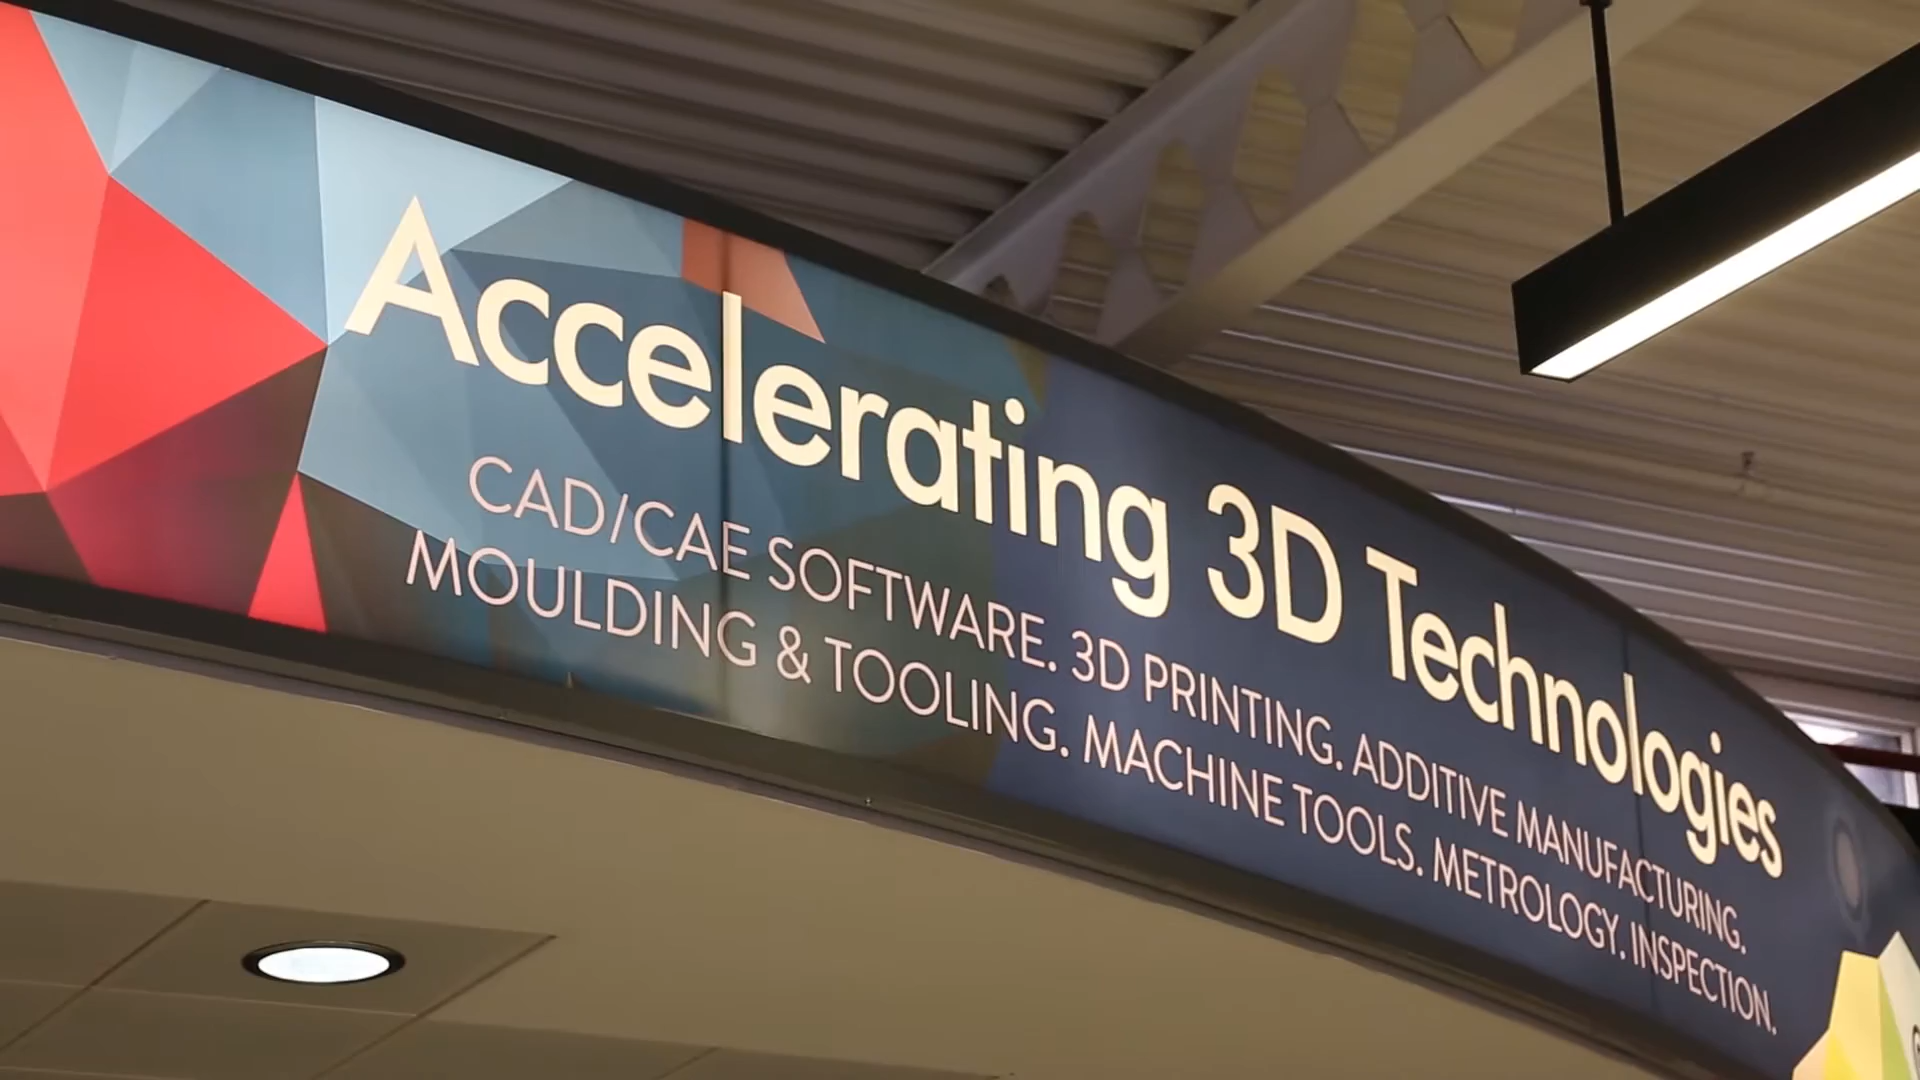 Accelerating 3D Technologies
CAD/CAE SOFTWARE. 3D PRINTING. ADDITIVE MANUFACTURING.
MOULDING & TOOLING. MACHINE TOOLS. METROLOGY. INSPECTION.